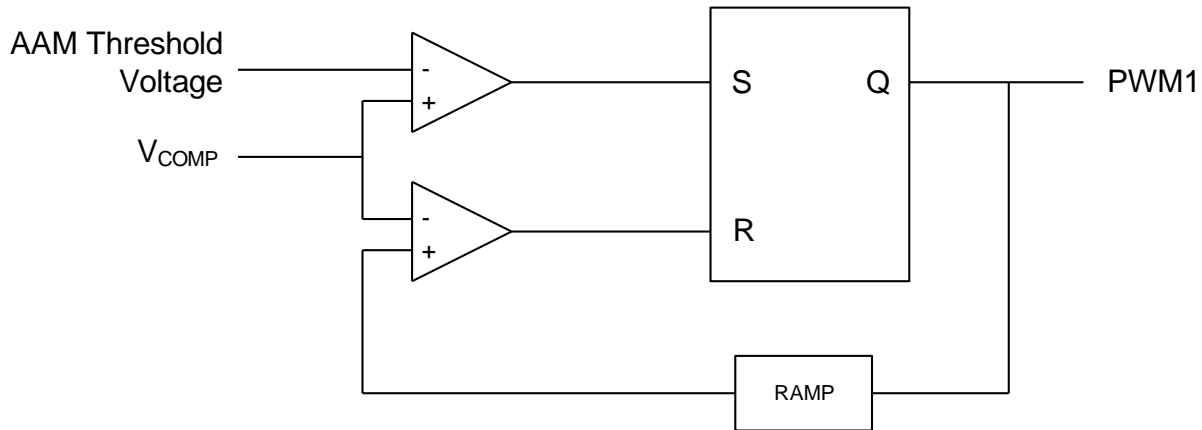 AAM Threshold
Voltage
-
+
S
Q
PWM1
VCOMP
-
+
R
RAMP